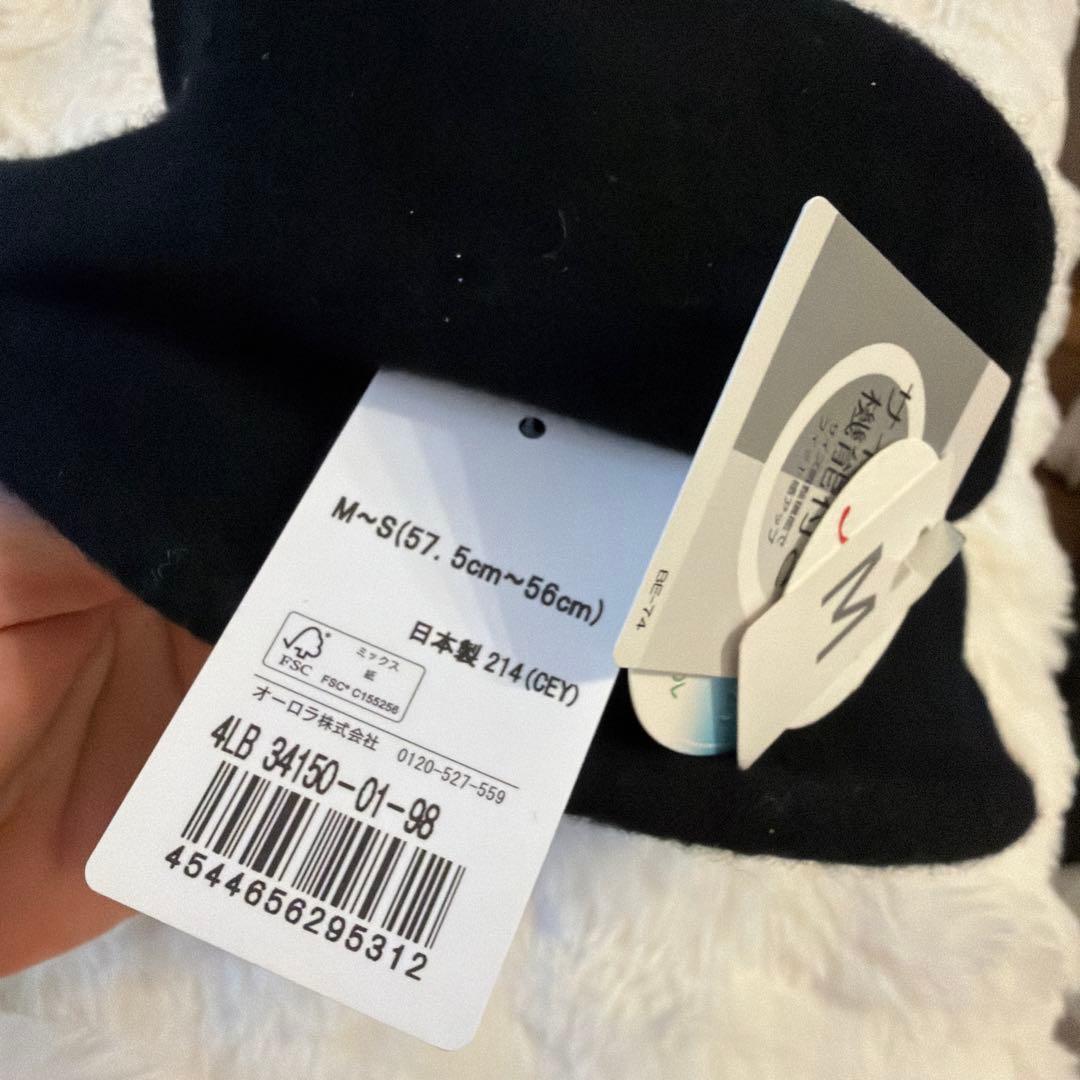 M～S(57.5cm～56cm)
日本製 214(CEY)
FSC
ミックス
紙
FSC® C155256
オーロラ株式会社 0120-527-559
4LB 34150-01-98
4544656295312
BE-74
M